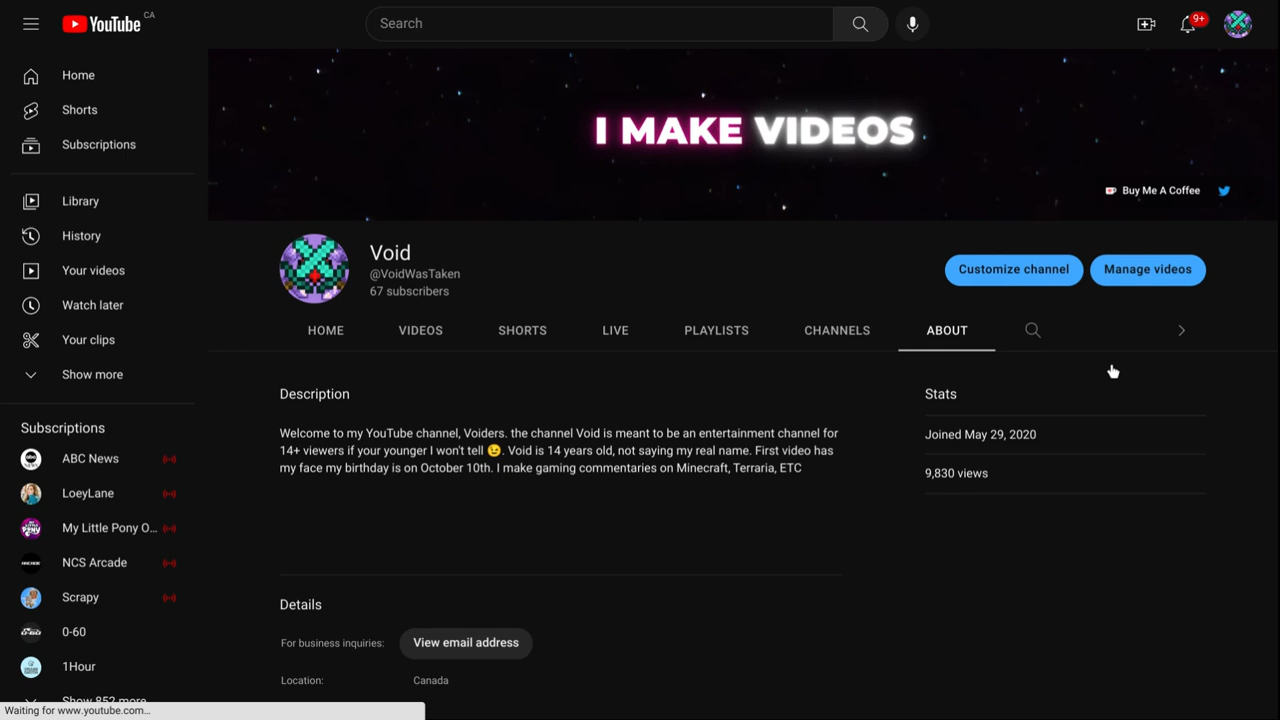 YouTube CA
Search
9+
Home
Shorts
Subscriptions
Library
History
Your videos
Watch later
Your clips
Show more
Subscriptions
ABC News
LoeyLane
My Little Pony O...
NCS Arcade
Scrapy
0-60
1Hour
Show 852 more
Waiting for www.youtube.com...
I MAKE VIDEOS
Buy Me A Coffee
Void
@VoidWasTaken
67 subscribers
Customize channel
Manage videos
HOME VIDEOS SHORTS LIVE PLAYLISTS CHANNELS ABOUT
Description
Welcome to my YouTube channel, Voiders. the channel Void is meant to be an entertainment channel for
14+ viewers if your younger I won't tell 😉. Void is 14 years old, not saying my real name. First video has
my face my birthday is on October 10th. I make gaming commentaries on Minecraft, Terraria, ETC
Stats
Joined May 29, 2020
9,830 views
Details
For business inquiries: View email address
Location: Canada